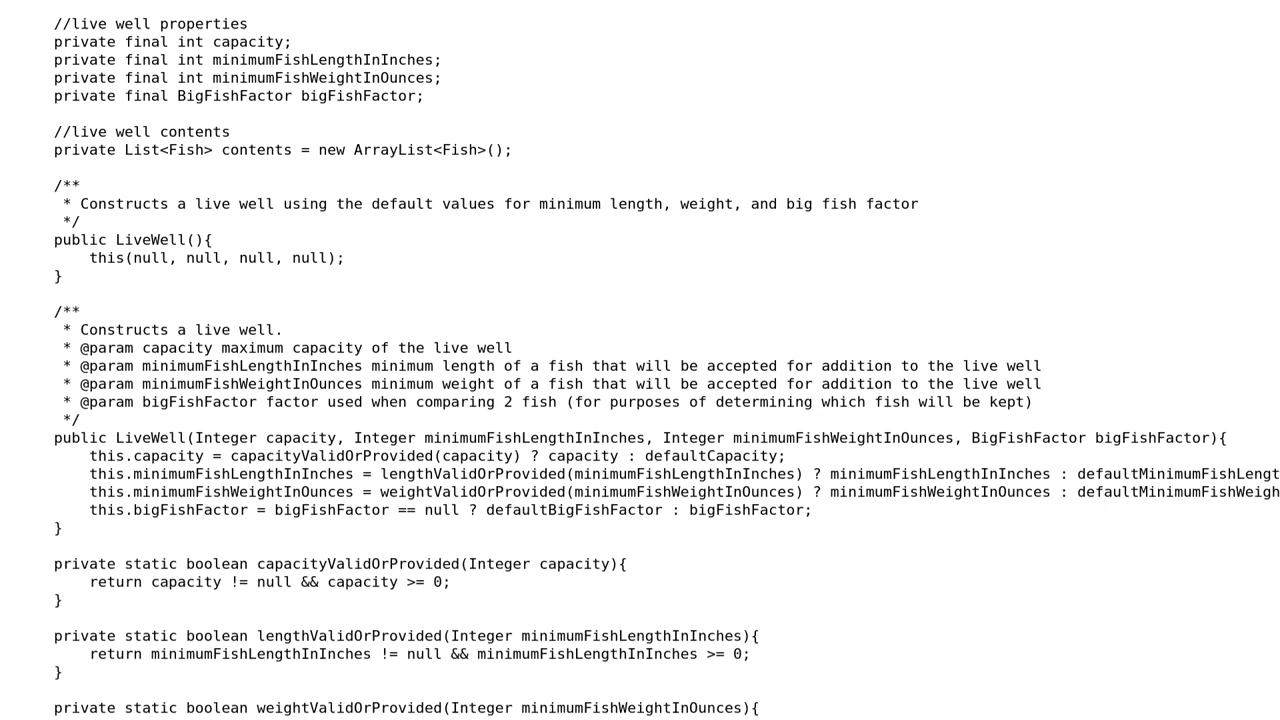 //live well properties
private final int capacity;
private final int minimumFishLengthInInches;
private final int minimumFishWeightInOunces;
private final BigFishFactor bigFishFactor;
//live well contents
private List<Fish> contents = new ArrayList<Fish>();
/**
* Constructs a live well using the default values for minimum length, weight, and big fish factor
*/
public LiveWell(){
this(null, null, null, null);
}
/**
* Constructs a live well.
* @param capacity maximum capacity of the live well
* @param minimumFishLengthInInches minimum length of a fish that will be accepted for addition to the live well
* @param minimumFishWeightInOunces minimum weight of a fish that will be accepted for addition to the live well
* @param bigFishFactor factor used when comparing 2 fish (for purposes of determining which fish will be kept)
*/
public LiveWell(Integer capacity, Integer minimumFishLengthInInches, Integer minimumFishWeightInOunces, BigFishFactor bigFishFactor){
this.capacity = capacityValidOrProvided(capacity) ? capacity : defaultCapacity;
this.minimumFishLengthInInches = lengthValidOrProvided(minimumFishLengthInInches) ? minimumFishLengthInInches : defaultMinimumFishLengt
this.minimumFishWeightInOunces = weightValidOrProvided(minimumFishWeightInOunces) ? minimumFishWeightInOunces : defaultMinimumFishWeigh
this.bigFishFactor = bigFishFactor == null ? defaultBigFishFactor : bigFishFactor;
}
private static boolean capacityValidOrProvided(Integer capacity){
return capacity != null && capacity >= 0;
}
private static boolean lengthValidOrProvided(Integer minimumFishLengthInInches){
return minimumFishLengthInInches != null && minimumFishLengthInInches >= 0;
}
private static boolean weightValidOrProvided(Integer minimumFishWeightInOunces){